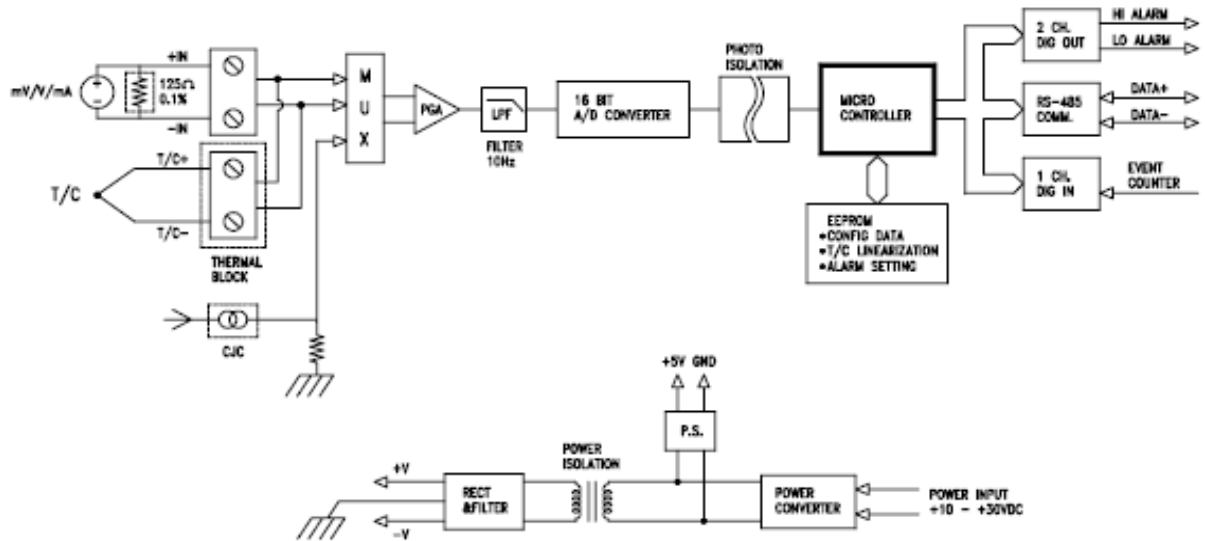 mV/V/mA
+IN
125Ω
0.1%
-IN
T/C
T/C+
T/C-
THERMAL
BLOCK
CJC
M
U
X
PGA
LPF
FILTER
10Hz
16 BIT
A/D CONVERTER
PHOTO
ISOLATION
MICRO
CONTROLLER
EEPROM
•CONFIG DATA
•T/C LINEARIZATION
•ALARM SETTING
2 CH.
DIG OUT
HI ALARM
LO ALARM
RS-485
COMM.
DATA+
DATA-
1 CH.
DIG IN
EVENT
COUNTER
+5V GND
P.S.
POWER
ISOLATION
+V
-V
RECT
&FILTER
POWER
CONVERTER
POWER INPUT
+10 - +30VDC